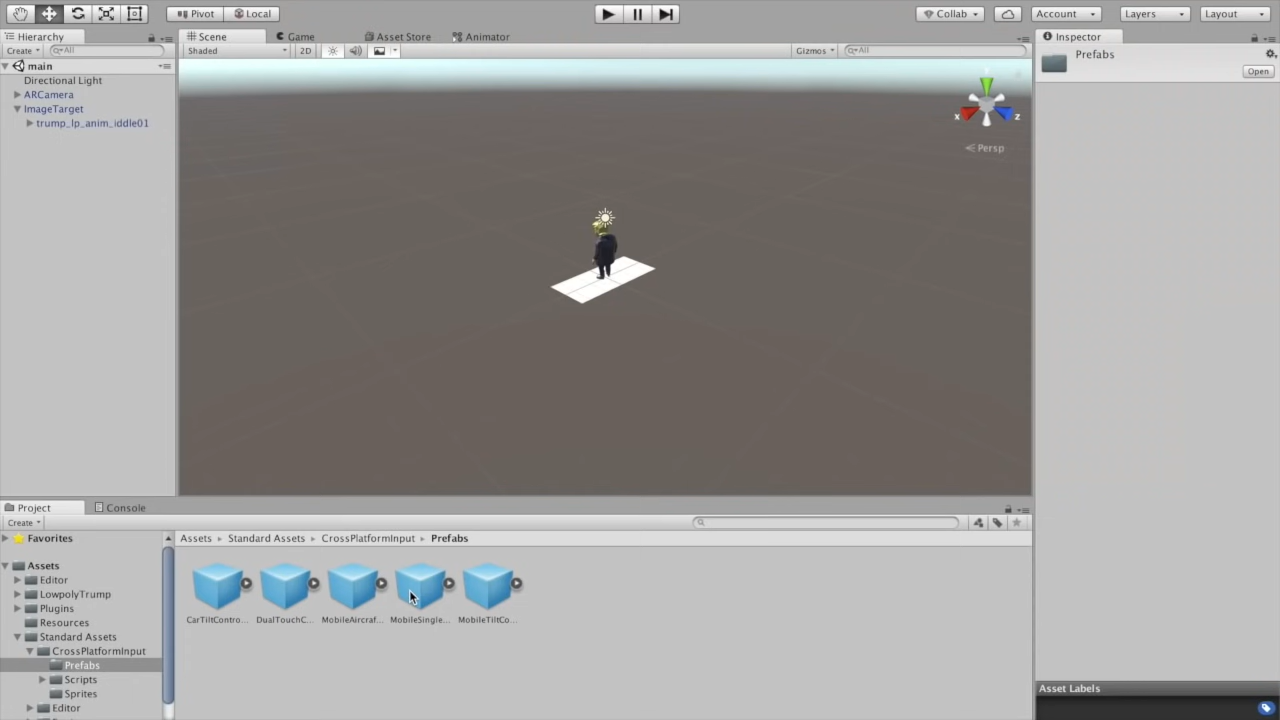 Pivot Local Collab Account Layers Layout
Hierarchy Scene Game Asset Store Animator Inspector
Create All Shaded 2D Gizmos All Prefabs
Open
main
Directional Light
ARCamera
ImageTarget
trump_lp_anim_iddle01
x z
Persp
Project Console
Create
Favorites Assets Standard Assets CrossPlatformInput Prefabs
Assets
Editor
LowpolyTrump
Plugins
Resources
Standard Assets
CrossPlatformInput
Prefabs
Scripts
Sprites
Editor
CarTiltContro... DualTouchC... MobileAircraf... MobileSingle... MobileTiltCo...
Asset Labels